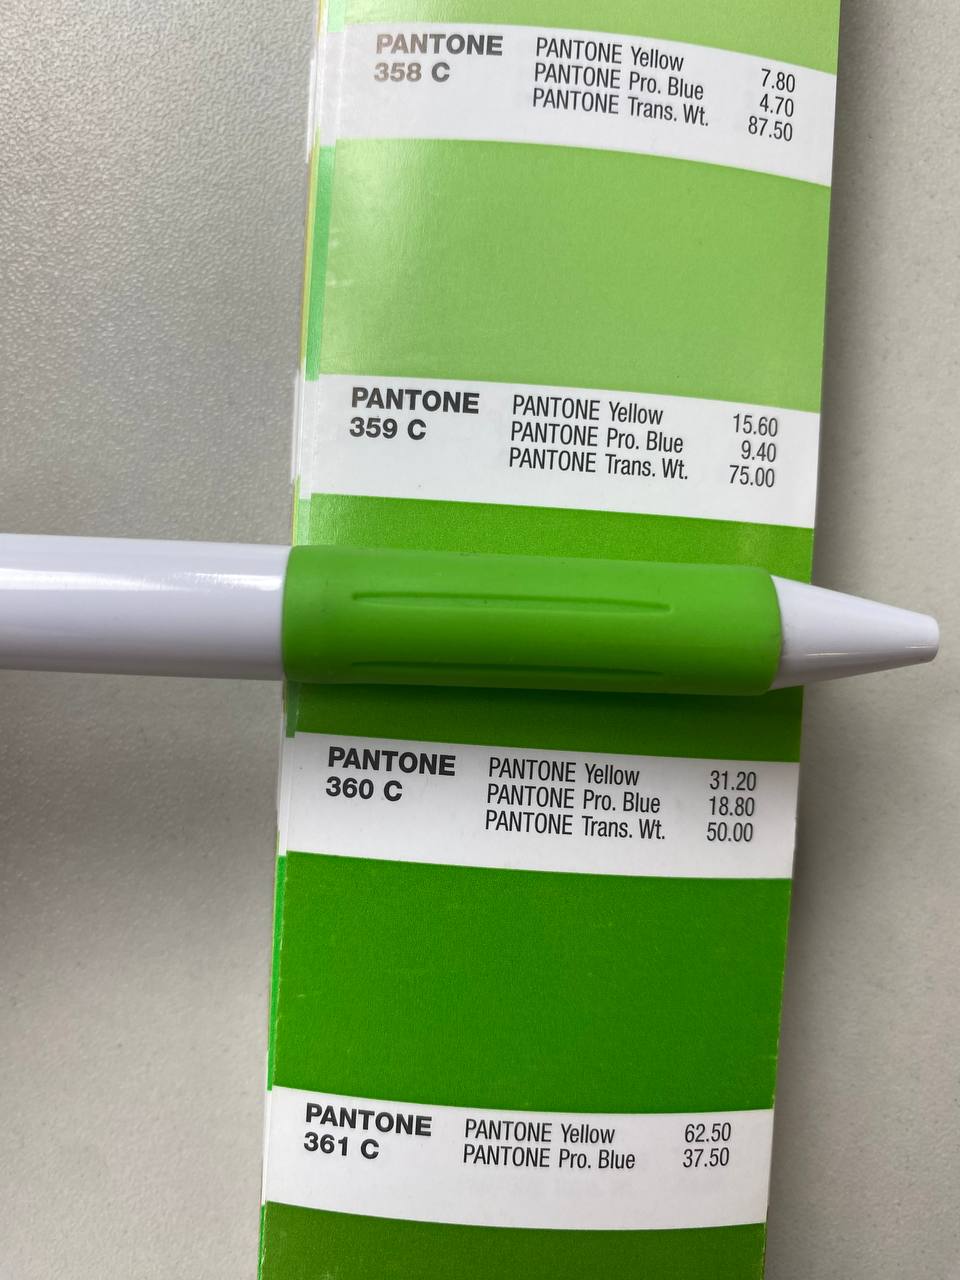 PANTONE
358 C
PANTONE Yellow 7.80
PANTONE Pro. Blue 4.70
PANTONE Trans. Wt. 87.50
PANTONE
359 C
PANTONE Yellow 15.60
PANTONE Pro. Blue 9.40
PANTONE Trans. Wt. 75.00
PANTONE
360 C
PANTONE Yellow 31.20
PANTONE Pro. Blue 18.80
PANTONE Trans. Wt. 50.00
PANTONE
361 C
PANTONE Yellow 62.50
PANTONE Pro. Blue 37.50